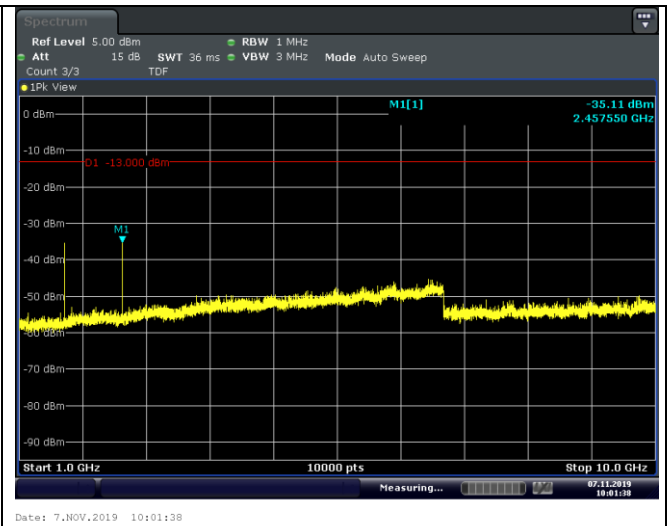 Spectrum
Ref Level 5.00 dBm RBW 1 MHz
Att 15 dB SWT 36 ms VBW 3 MHz Mode Auto Sweep
Count 3/3 TDF
1Pk View
M1[1] -35.11 dBm
2.457550 GHz
0 dBm
-10 dBm
D1 -13.000 dBm
-20 dBm
-30 dBm
M1
-40 dBm
-50 dBm
-60 dBm
-70 dBm
-80 dBm
-90 dBm
Start 1.0 GHz 10000 pts Stop 10.0 GHz
Measuring... 07.11.2019
10:01:38
Date: 7.NOV.2019 10:01:38